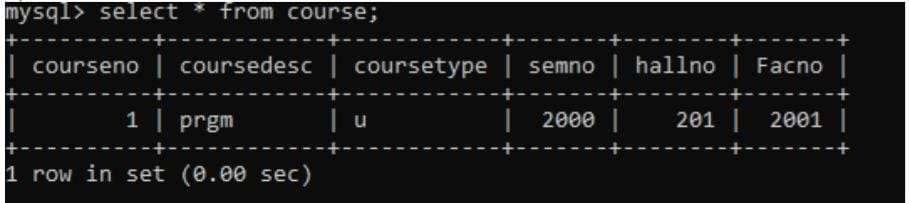 mysql> select * from course;
+----------+------------+------------+-------+--------+-------+
| courseno | coursedesc | coursetype | semno | hallno | Facno |
+----------+------------+------------+-------+--------+-------+
|        1 | prgm       | u          |  2000 |    201 |  2001 |
+----------+------------+------------+-------+--------+-------+
1 row in set (0.00 sec)